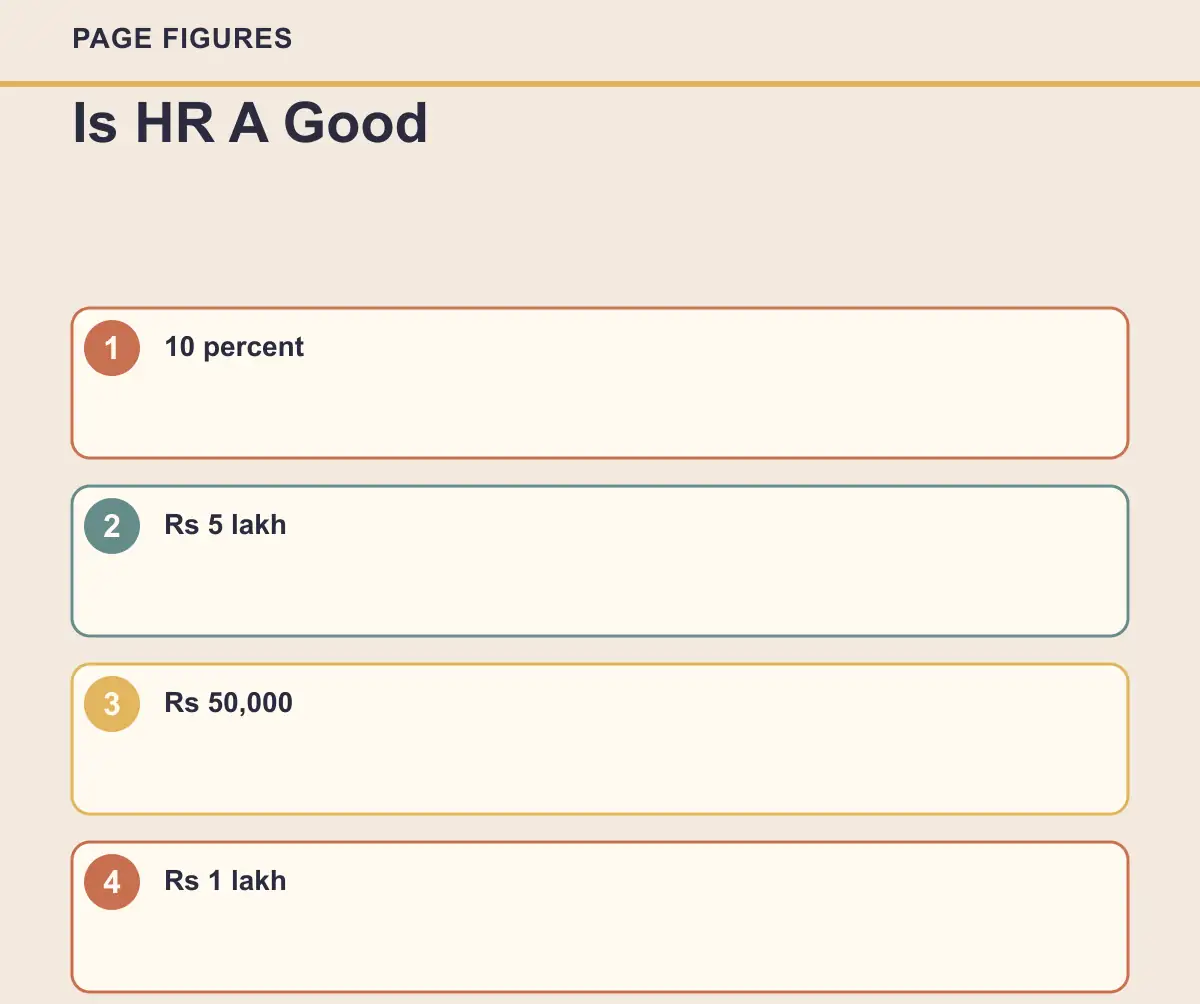 PAGE FIGURES
Is HR A Good
1 10 percent
2 Rs 5 lakh
3 Rs 50,000
4 Rs 1 lakh